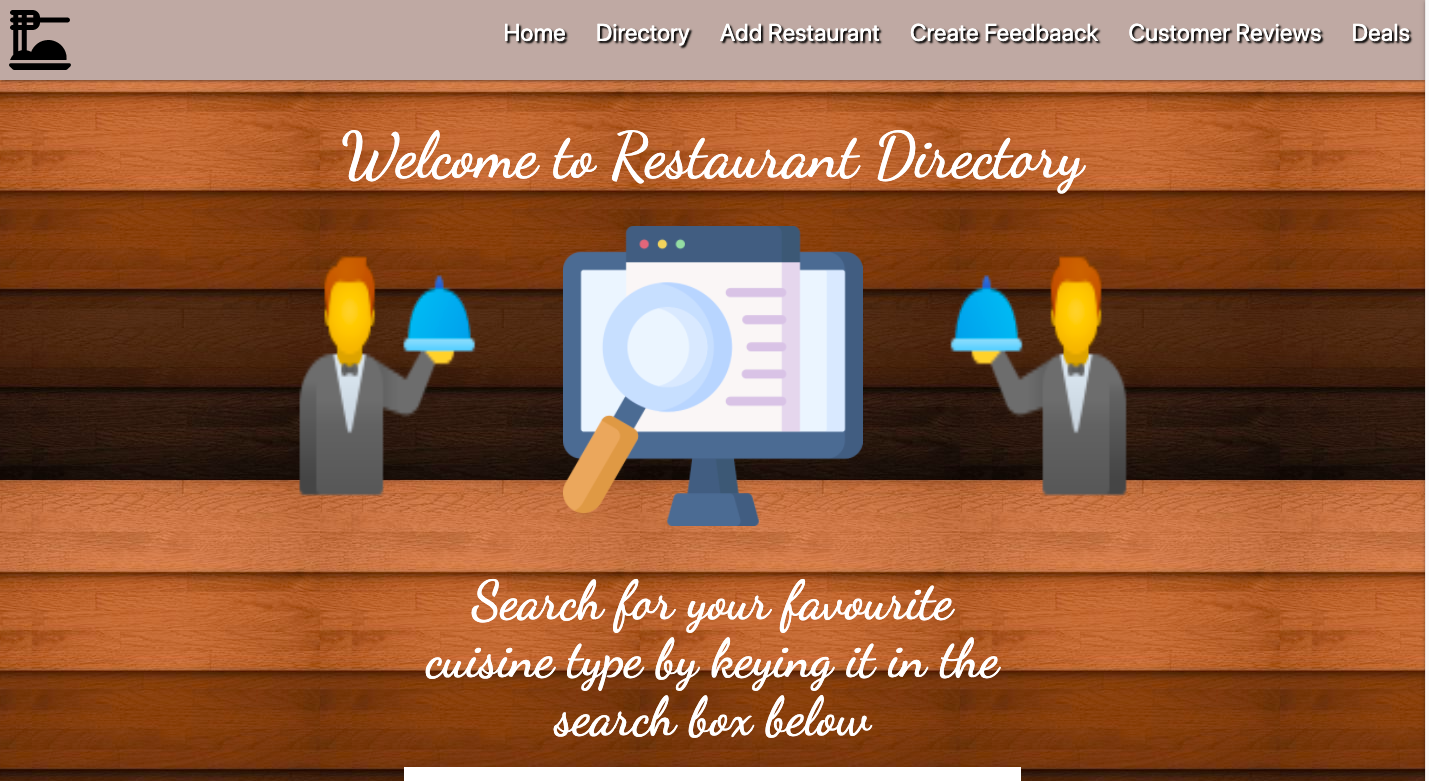 Home Directory Add Restaurant Create Feedbaack Customer Reviews Deals
Welcome to Restaurant Directory
Search for your favourite
cuisine type by keying it in the
search box below